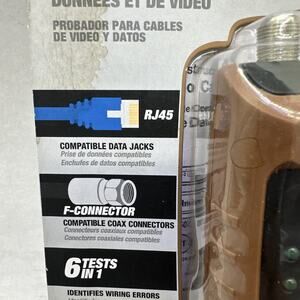 DONNÉES ET DE VIDÉO
PROBADOR PARA CABLES
DE VIDEO Y DATOS
RJ45
COMPATIBLE DATA JACKS
Prise de données compatibles
Enchufes de datos compatibles
F-CONNECTOR
COMPATIBLE COAX CONNECTORS
Connecteurs coaxiaux compatibles
Conectores coaxiales compatibles
6 TESTS
IN 1
IDENTIFIES WIRING ERRORS